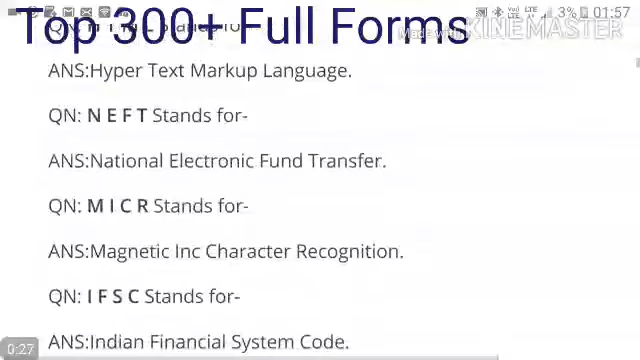 Top 300+ Full Forms
3% 01:57
Made with KINEMASTER
ANS:Hyper Text Markup Language.
QN: N E F T Stands for-
ANS:National Electronic Fund Transfer.
QN: M I C R Stands for-
ANS:Magnetic Inc Character Recognition.
QN: I F S C Stands for-
ANS:Indian Financial System Code.
0:27